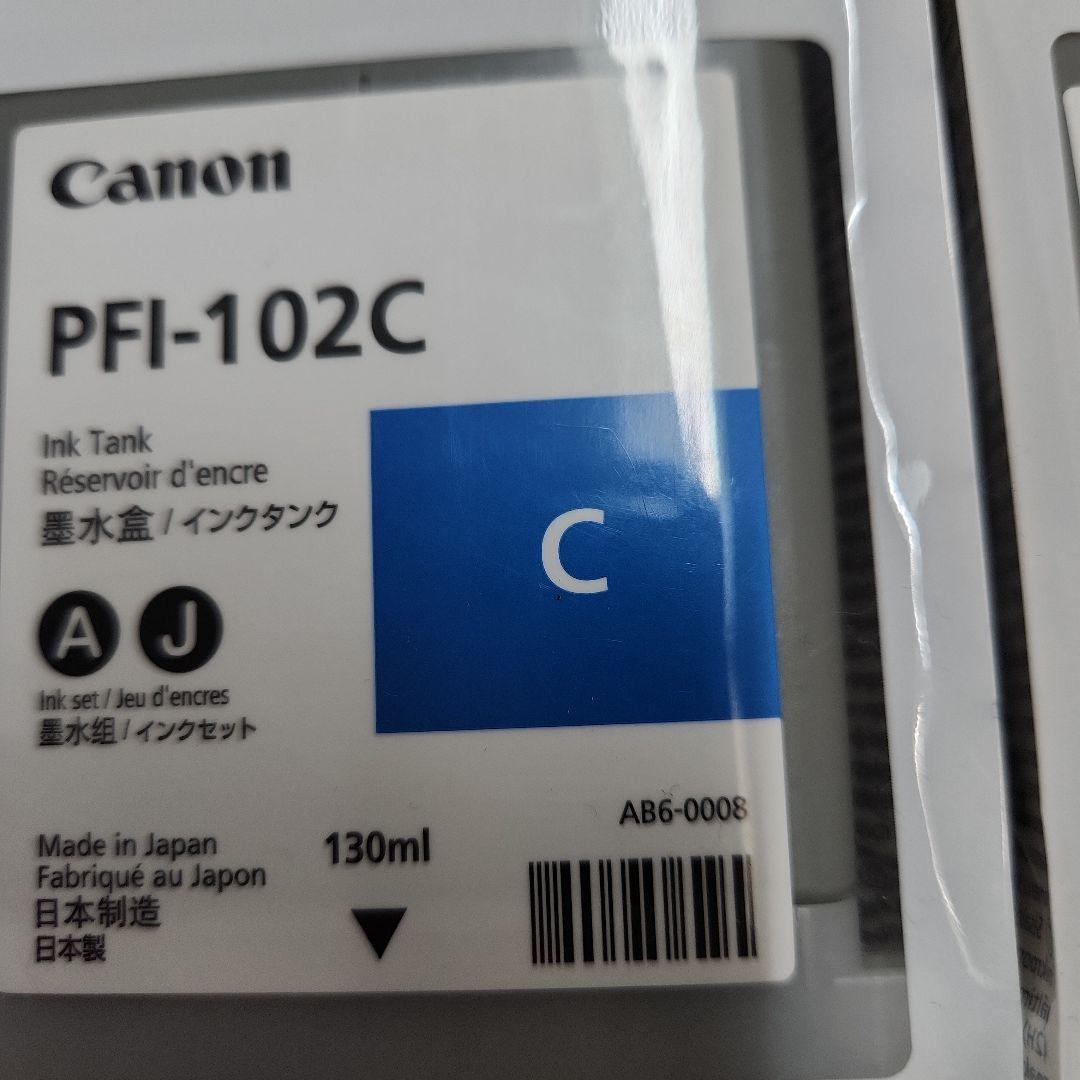 Canon
PFI-102C
Ink Tank
Réservoir d'encre
墨水盒 / インクタンク
C
A J
Ink set / Jeu d'encres
墨水组 / インクセット
AB6-0008
Made in Japan
130ml
Fabriqué au Japon
日本制造
日本製